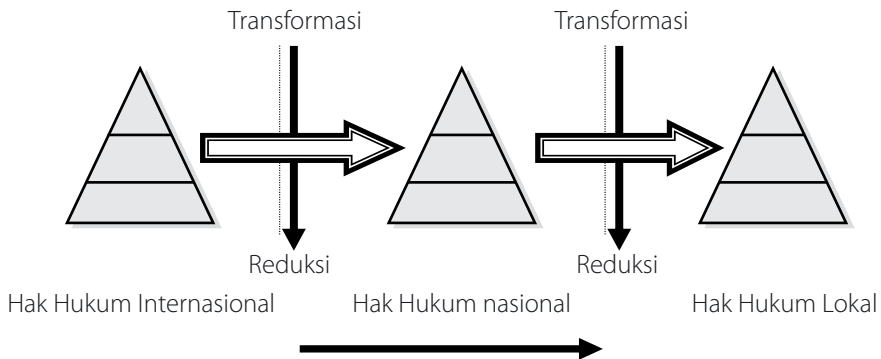 Transformasi Transformasi
Reduksi Reduksi
Hak Hukum Internasional Hak Hukum nasional Hak Hukum Lokal